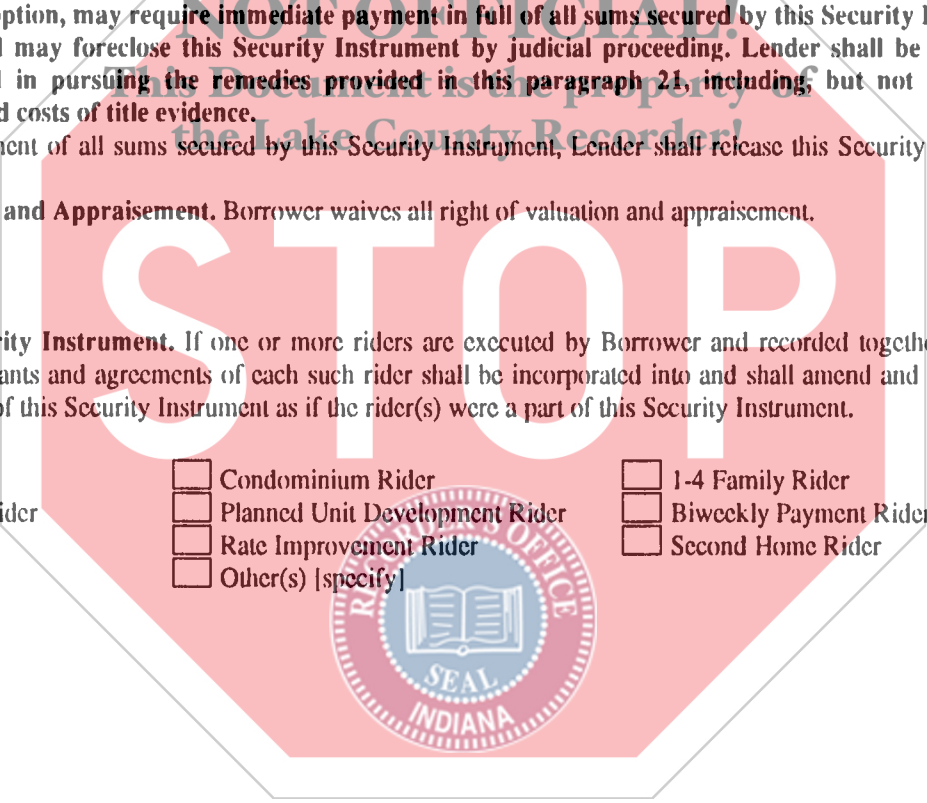 NOT OFFICIAL!
ption, may require immediate payment in full of all sums secured by this Security I
l may foreclose this Security Instrument by judicial proceeding. Lender shall be
l in pursuing the remedies provided in this paragraph 21, including, but not
This Document is the property of
d costs of title evidence.
the Lake County Recorder!
ment of all sums secured by this Security Instrument, Lender shall release this Security
and Appraisement. Borrower waives all right of valuation and appraisement.
STOP
rity Instrument. If one or more riders are executed by Borrower and recorded togethe
ants and agreements of each such rider shall be incorporated into and shall amend and
of this Security Instrument as if the rider(s) were a part of this Security Instrument.
Condominium Rider 1-4 Family Rider
ider Planned Unit Development Rider Biweekly Payment Rider
Rate Improvement Rider Second Home Rider
Other(s) [specify]
RECORDER'S OFFICE
SEAL
INDIANA